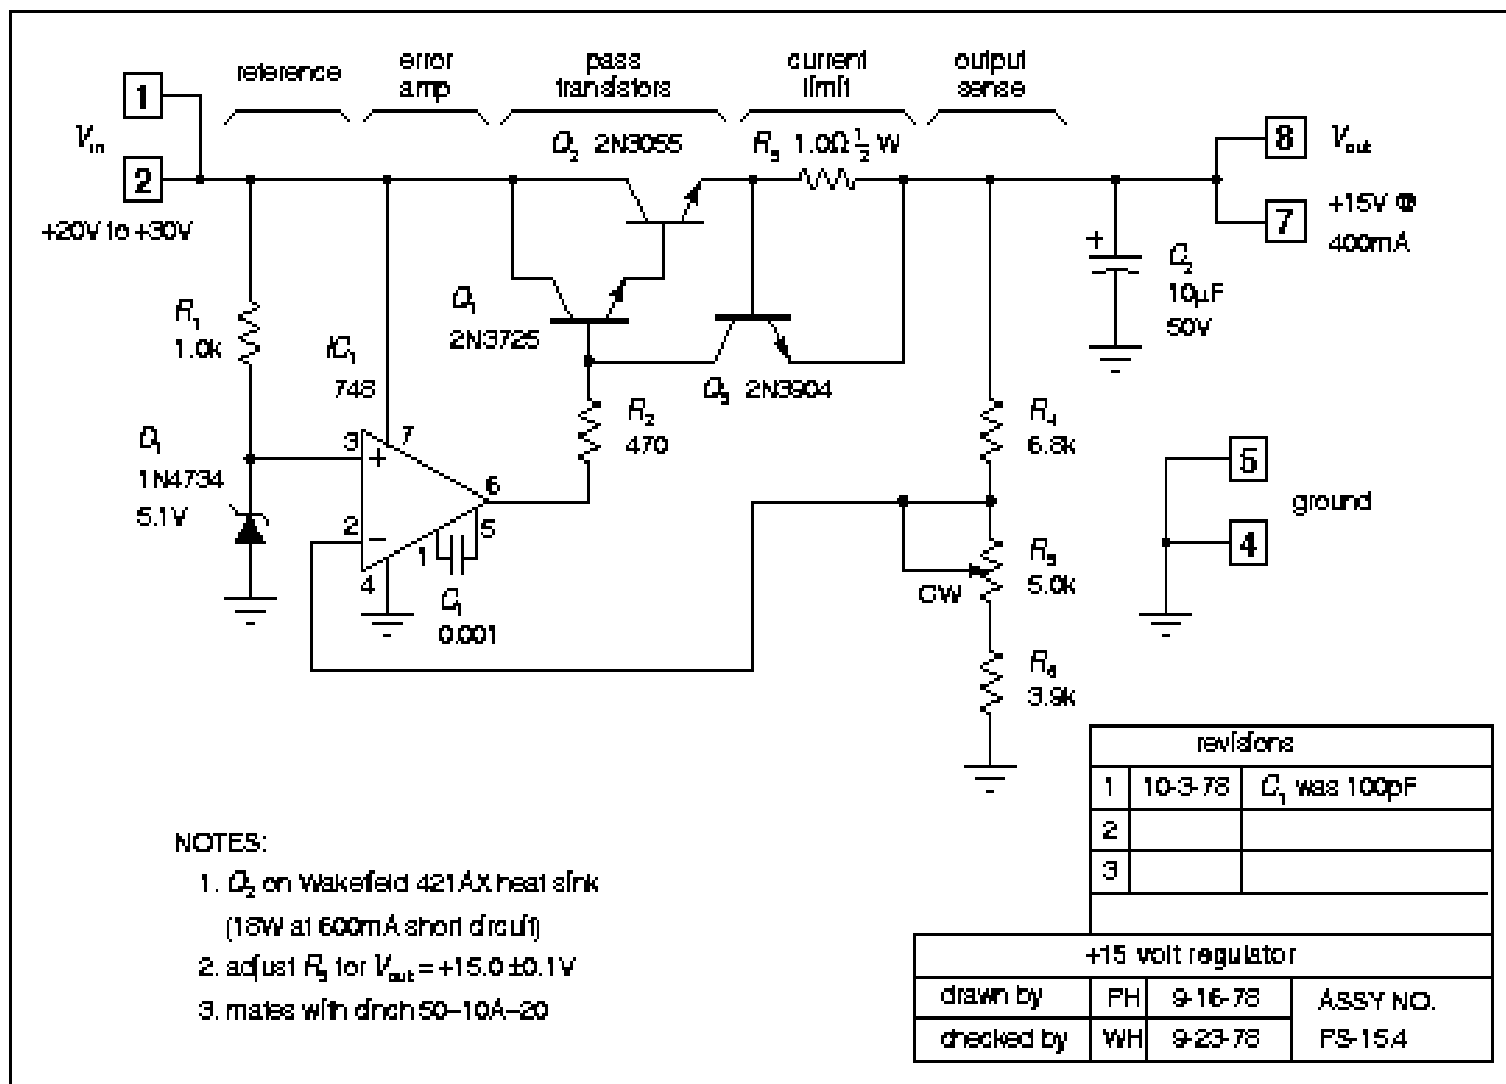 reference
error amp
pass transistors
current limit
output sense
1
V_in
2
+20V to +30V
Q₂ 2N3055
R₃ 1.0Ω ½ W
8
V_out
7
+15V @
400mA
+
C₂
10μF
50V
R₁
1.0k
IC₁
748
Q₁
2N3725
Q₃ 2N3904
R₂
470
R₄
6.8k
D₁
1N4734
5.1V
3
+
7
6
2
−
1
5
4
C₁
0.001
CW
R₅
5.0k
R₆
3.9k
5
ground
4
NOTES:
1. Q₂ on Wakefield 421AX heat sink
(18W at 600mA short circuit)
2. adjust R₅ for V_out = +15.0 ±0.1V
3. mates with cinch 50–10A–20
revisions
1 10-3-78 C₁ was 100pF
2
3
+15 volt regulator
drawn by PH 9-16-78 ASSY NO.
checked by WH 9-23-78 PS-15.4